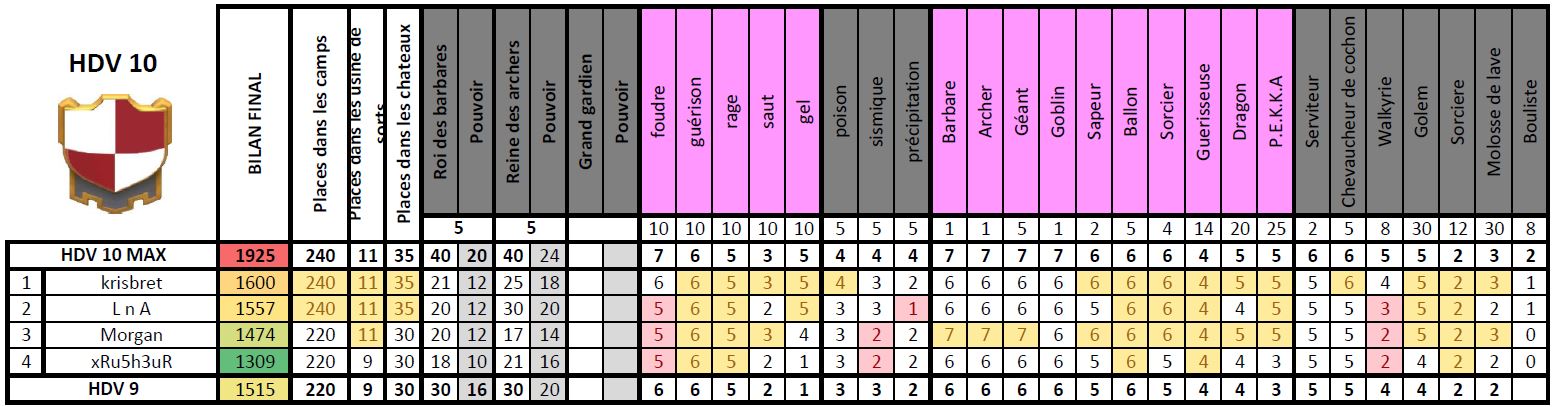 HDV 10
BILAN FINAL
Places dans les camps
Places dans les usine de sorts
Places dans les chateaux
Roi des barbares
Pouvoir
Reine des archers
Pouvoir
Grand gardien
Pouvoir
foudre
guérison
rage
saut
gel
poison
sismique
précipitation
Barbare
Archer
Géant
Goblin
Sapeur
Ballon
Sorcier
Guerisseuse
Dragon
P.E.K.K.A
Serviteur
Chevaucheur de cochon
Walkyrie
Golem
Sorciere
Molosse de lave
Bouliste
5 5 10 10 10 10 10 5 5 5 1 1 5 1 2 5 4 14 20 25 2 5 8 30 12 30 8
HDV 10 MAX 1925 240 11 35 40 20 40 24 7 6 5 3 5 4 4 4 7 7 7 7 6 6 6 4 5 5 6 6 5 5 2 3 2
1 krisbret 1600 240 11 35 21 12 25 18 6 6 5 3 5 4 3 2 6 6 6 6 6 6 6 4 5 5 5 6 4 5 2 3 1
2 L n A 1557 240 11 35 20 12 30 20 5 6 5 2 5 3 3 1 6 6 6 6 5 6 6 4 4 5 5 5 3 5 2 2 1
3 Morgan 1474 220 11 30 20 12 17 14 5 6 5 3 4 3 2 2 7 7 7 6 6 6 6 4 5 5 5 5 2 5 2 3 0
4 xRu5h3uR 1309 220 9 30 18 10 21 16 5 6 5 2 1 3 2 2 6 6 6 6 5 6 5 4 4 3 5 5 2 4 2 2 0
HDV 9 1515 220 9 30 30 16 30 20 6 6 5 2 1 3 3 2 6 6 6 6 5 6 5 4 4 3 5 5 4 4 2 2